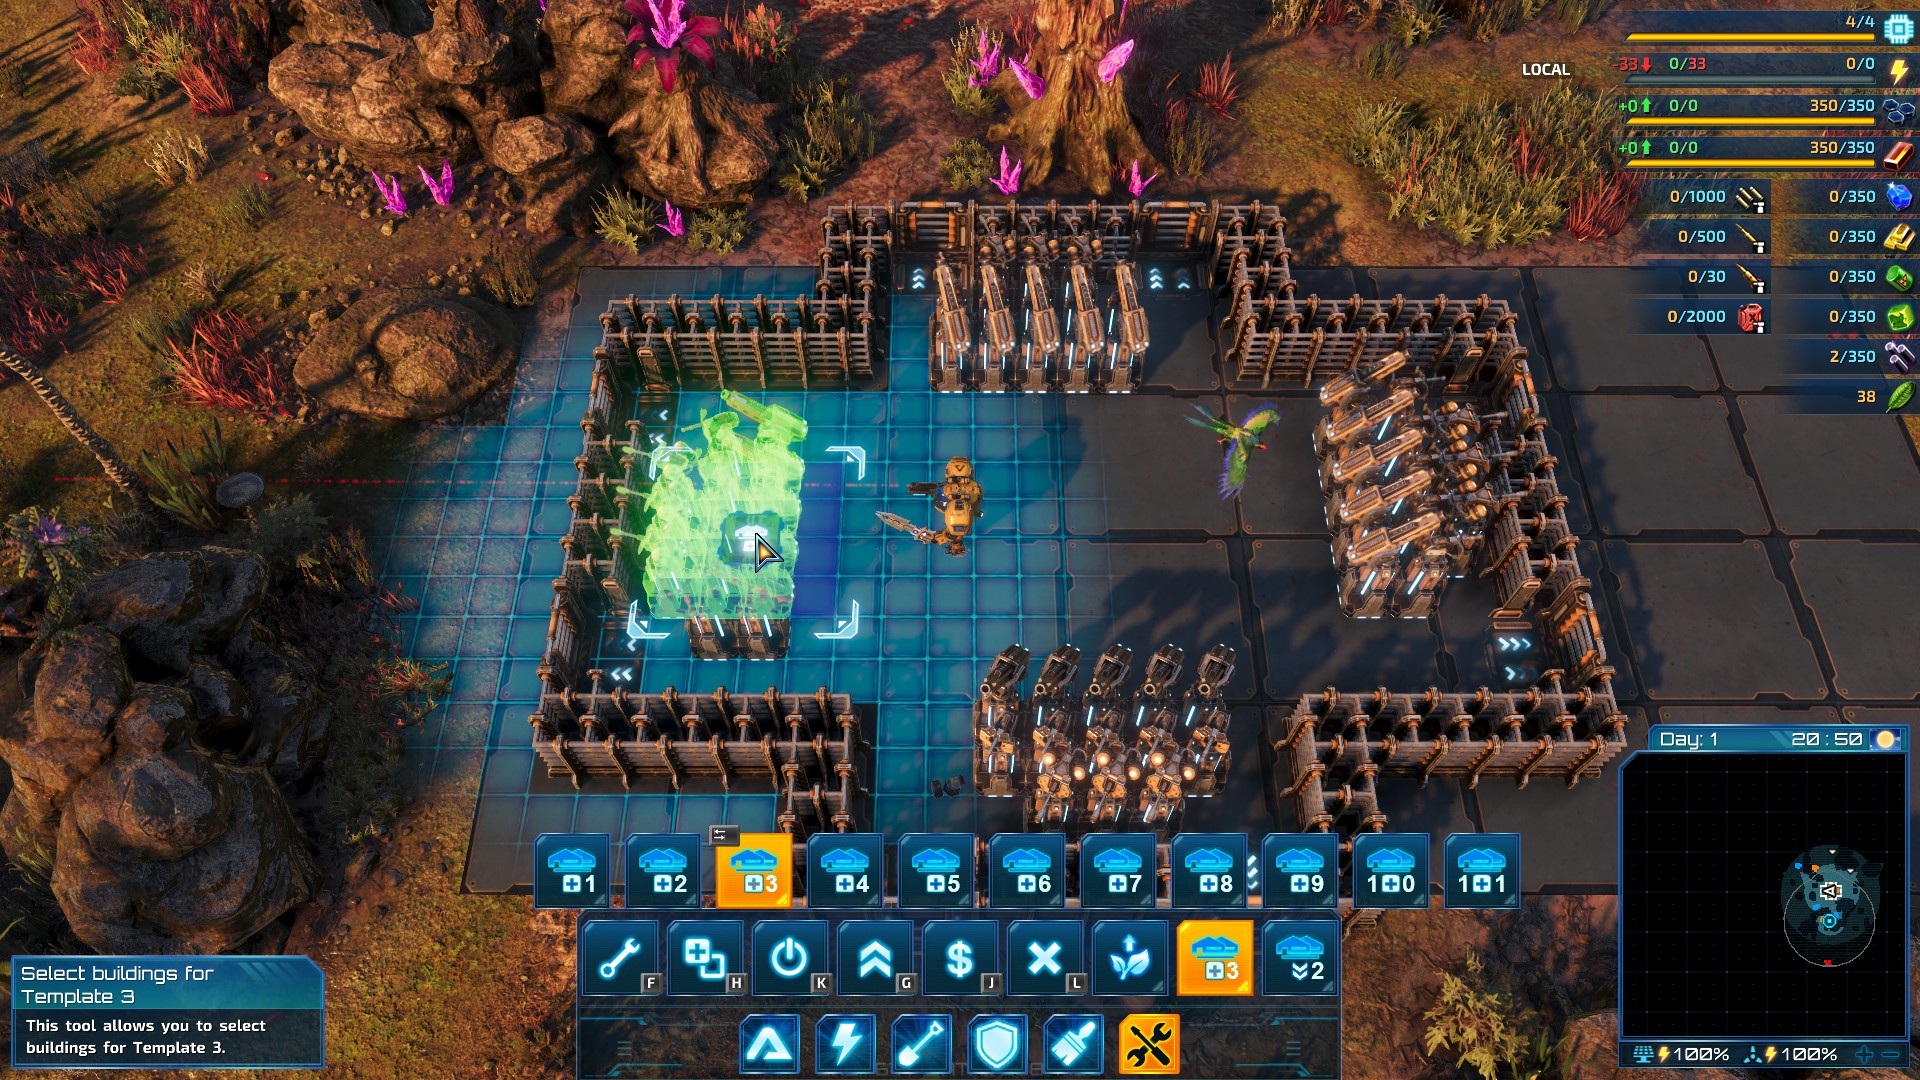 4/4
LOCAL
-33 0/33 0/0
+0 0/0 350/350
+0 0/0 350/350
0/1000 0/350
0/500 0/350
0/30 0/350
0/2000 0/350
2/350
38
Day: 1 20:50
1 2 3 4 5 6 7 8 9 10 11
F H K G J L 3 2
Select buildings for
Template 3
This tool allows you to select
buildings for Template 3.
100% 100%